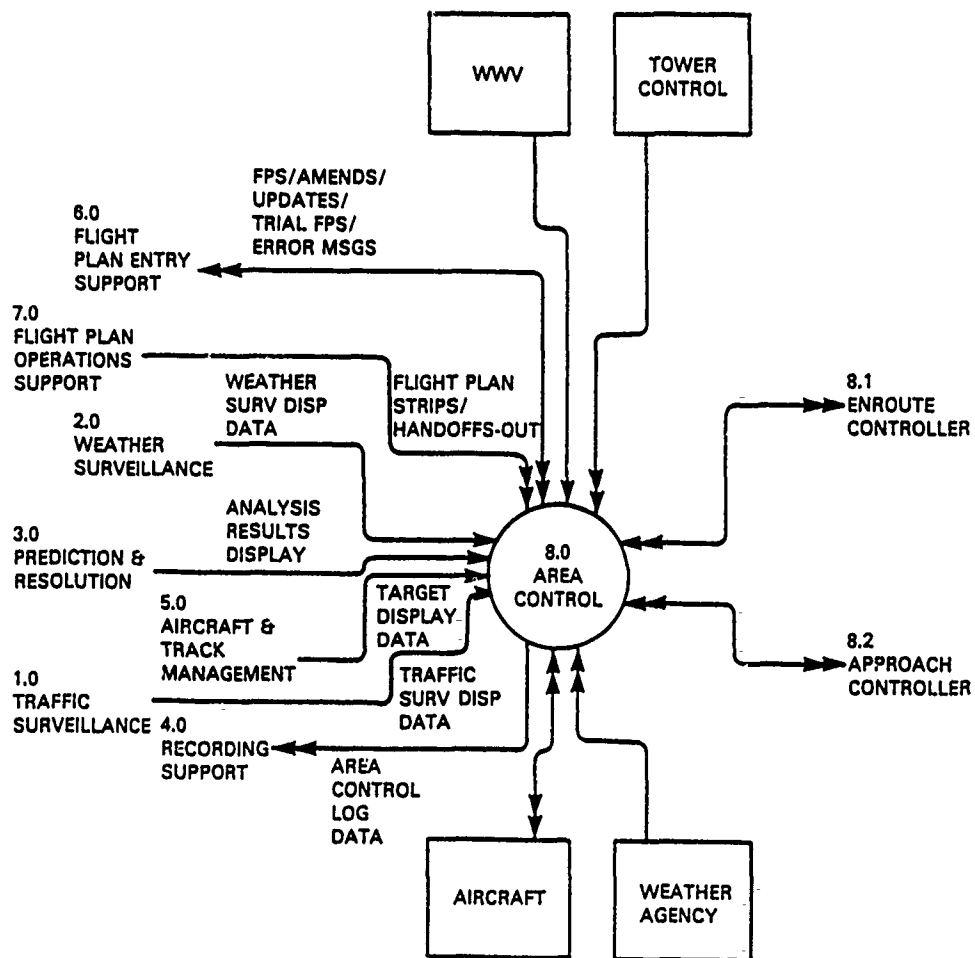 WWV
TOWER
CONTROL
FPS/AMENDS/
UPDATES/
TRIAL FPS/
ERROR MSGS
6.0
FLIGHT
PLAN ENTRY
SUPPORT
7.0
FLIGHT PLAN
OPERATIONS
SUPPORT
WEATHER
SURV DISP
DATA
FLIGHT PLAN
STRIPS/
HANDOFFS-OUT
8.1
ENROUTE
CONTROLLER
2.0
WEATHER
SURVEILLANCE
ANALYSIS
RESULTS
DISPLAY
3.0
PREDICTION &
RESOLUTION
8.0
AREA
CONTROL
5.0
AIRCRAFT &
TRACK
MANAGEMENT
TARGET
DISPLAY
DATA
8.2
APPROACH
CONTROLLER
1.0
TRAFFIC
SURVEILLANCE
TRAFFIC
SURV DISP
DATA
4.0
RECORDING
SUPPORT
AREA
CONTROL
LOG
DATA
AIRCRAFT
WEATHER
AGENCY